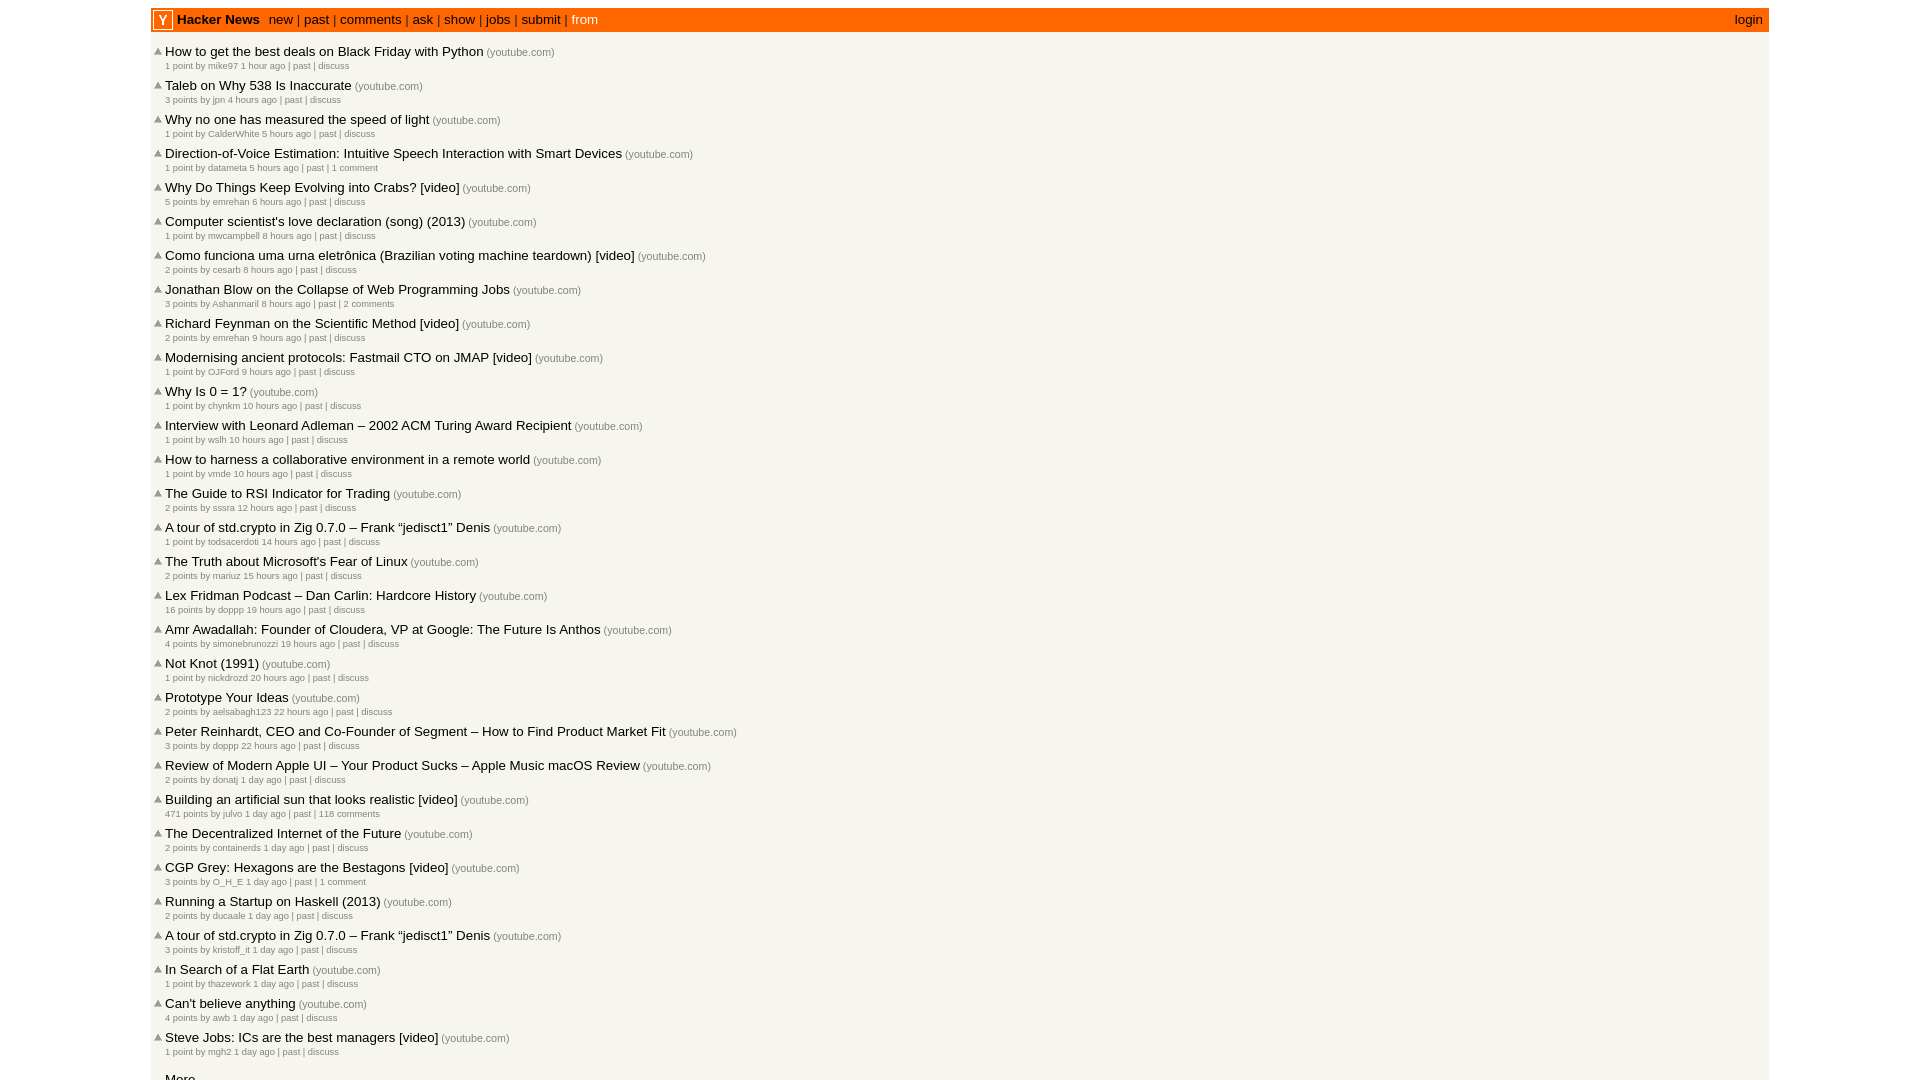 Y Hacker News new | past | comments | ask | show | jobs | submit | from login
How to get the best deals on Black Friday with Python (youtube.com)
1 point by mike97 1 hour ago | past | discuss
Taleb on Why 538 Is Inaccurate (youtube.com)
3 points by jpn 4 hours ago | past | discuss
Why no one has measured the speed of light (youtube.com)
1 point by CalderWhite 5 hours ago | past | discuss
Direction-of-Voice Estimation: Intuitive Speech Interaction with Smart Devices (youtube.com)
1 point by datameta 5 hours ago | past | 1 comment
Why Do Things Keep Evolving into Crabs? [video] (youtube.com)
5 points by emrehan 6 hours ago | past | discuss
Computer scientist's love declaration (song) (2013) (youtube.com)
1 point by mwcampbell 8 hours ago | past | discuss
Como funciona uma urna eletrônica (Brazilian voting machine teardown) [video] (youtube.com)
2 points by cesarb 8 hours ago | past | discuss
Jonathan Blow on the Collapse of Web Programming Jobs (youtube.com)
3 points by Ashanmaril 8 hours ago | past | 2 comments
Richard Feynman on the Scientific Method [video] (youtube.com)
2 points by emrehan 9 hours ago | past | discuss
Modernising ancient protocols: Fastmail CTO on JMAP [video] (youtube.com)
1 point by OJFord 9 hours ago | past | discuss
Why Is 0 = 1? (youtube.com)
1 point by chynkm 10 hours ago | past | discuss
Interview with Leonard Adleman – 2002 ACM Turing Award Recipient (youtube.com)
1 point by wslh 10 hours ago | past | discuss
How to harness a collaborative environment in a remote world (youtube.com)
1 point by vmde 10 hours ago | past | discuss
The Guide to RSI Indicator for Trading (youtube.com)
2 points by sssra 12 hours ago | past | discuss
A tour of std.crypto in Zig 0.7.0 – Frank “jedisct1” Denis (youtube.com)
1 point by todsacerdoti 14 hours ago | past | discuss
The Truth about Microsoft's Fear of Linux (youtube.com)
2 points by mariuz 15 hours ago | past | discuss
Lex Fridman Podcast – Dan Carlin: Hardcore History (youtube.com)
16 points by doppp 19 hours ago | past | discuss
Amr Awadallah: Founder of Cloudera, VP at Google: The Future Is Anthos (youtube.com)
4 points by simonebrunozzi 19 hours ago | past | discuss
Not Knot (1991) (youtube.com)
1 point by nickdrozd 20 hours ago | past | discuss
Prototype Your Ideas (youtube.com)
2 points by aelsabagh123 22 hours ago | past | discuss
Peter Reinhardt, CEO and Co-Founder of Segment – How to Find Product Market Fit (youtube.com)
3 points by doppp 22 hours ago | past | discuss
Review of Modern Apple UI – Your Product Sucks – Apple Music macOS Review (youtube.com)
2 points by donatj 1 day ago | past | discuss
Building an artificial sun that looks realistic [video] (youtube.com)
471 points by julvo 1 day ago | past | 118 comments
The Decentralized Internet of the Future (youtube.com)
2 points by containerds 1 day ago | past | discuss
CGP Grey: Hexagons are the Bestagons [video] (youtube.com)
3 points by O_H_E 1 day ago | past | 1 comment
Running a Startup on Haskell (2013) (youtube.com)
2 points by ducaale 1 day ago | past | discuss
A tour of std.crypto in Zig 0.7.0 – Frank “jedisct1” Denis (youtube.com)
3 points by kristoff_it 1 day ago | past | discuss
In Search of a Flat Earth (youtube.com)
1 point by thazework 1 day ago | past | discuss
Can't believe anything (youtube.com)
4 points by awb 1 day ago | past | discuss
Steve Jobs: ICs are the best managers [video] (youtube.com)
1 point by mgh2 1 day ago | past | discuss
More